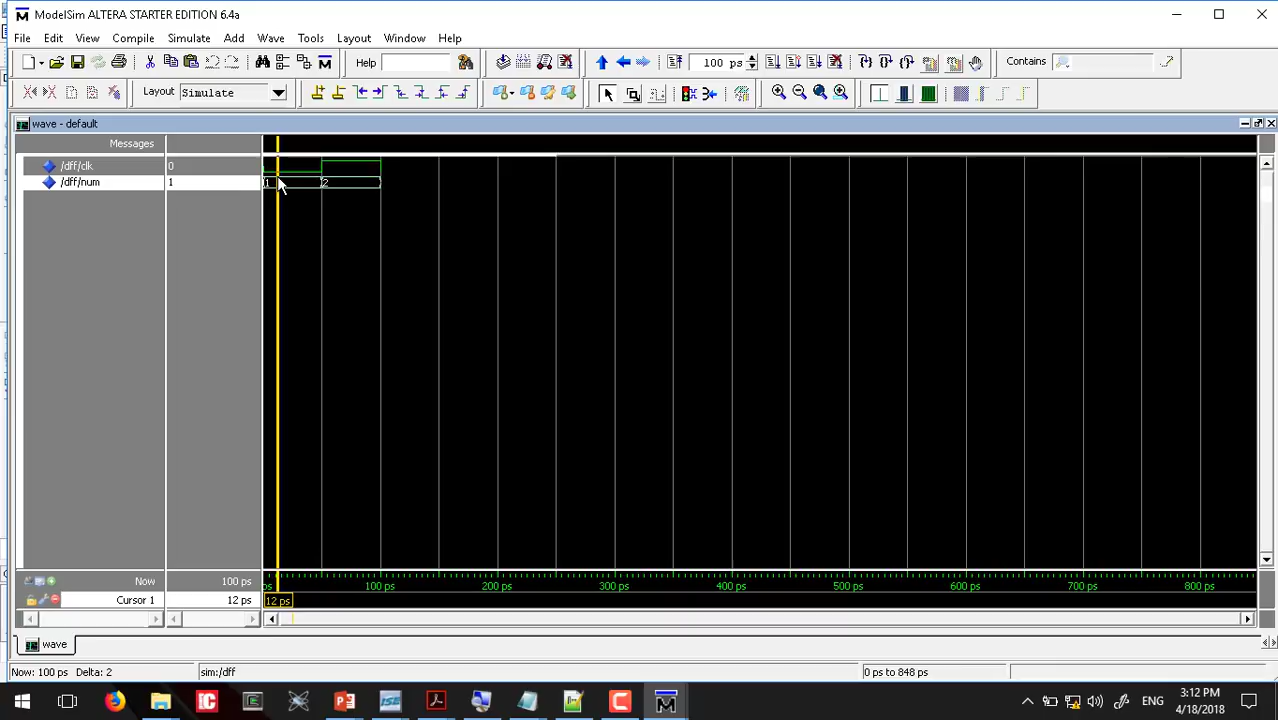 ModelSim ALTERA STARTER EDITION 6.4a
File Edit View Compile Simulate Add Wave Tools Layout Window Help
Help 100 ps Contains
Layout Simulate
wave - default
Messages
/dff/clk 0
/dff/num 1 1 2
Now 100 ps ps 100 ps 200 ps 300 ps 400 ps 500 ps 600 ps 700 ps 800 ps
Cursor 1 12 ps 12 ps
wave
Now: 100 ps Delta: 2 sim:/dff 0 ps to 848 ps
ENG 3:12 PM
4/18/2018